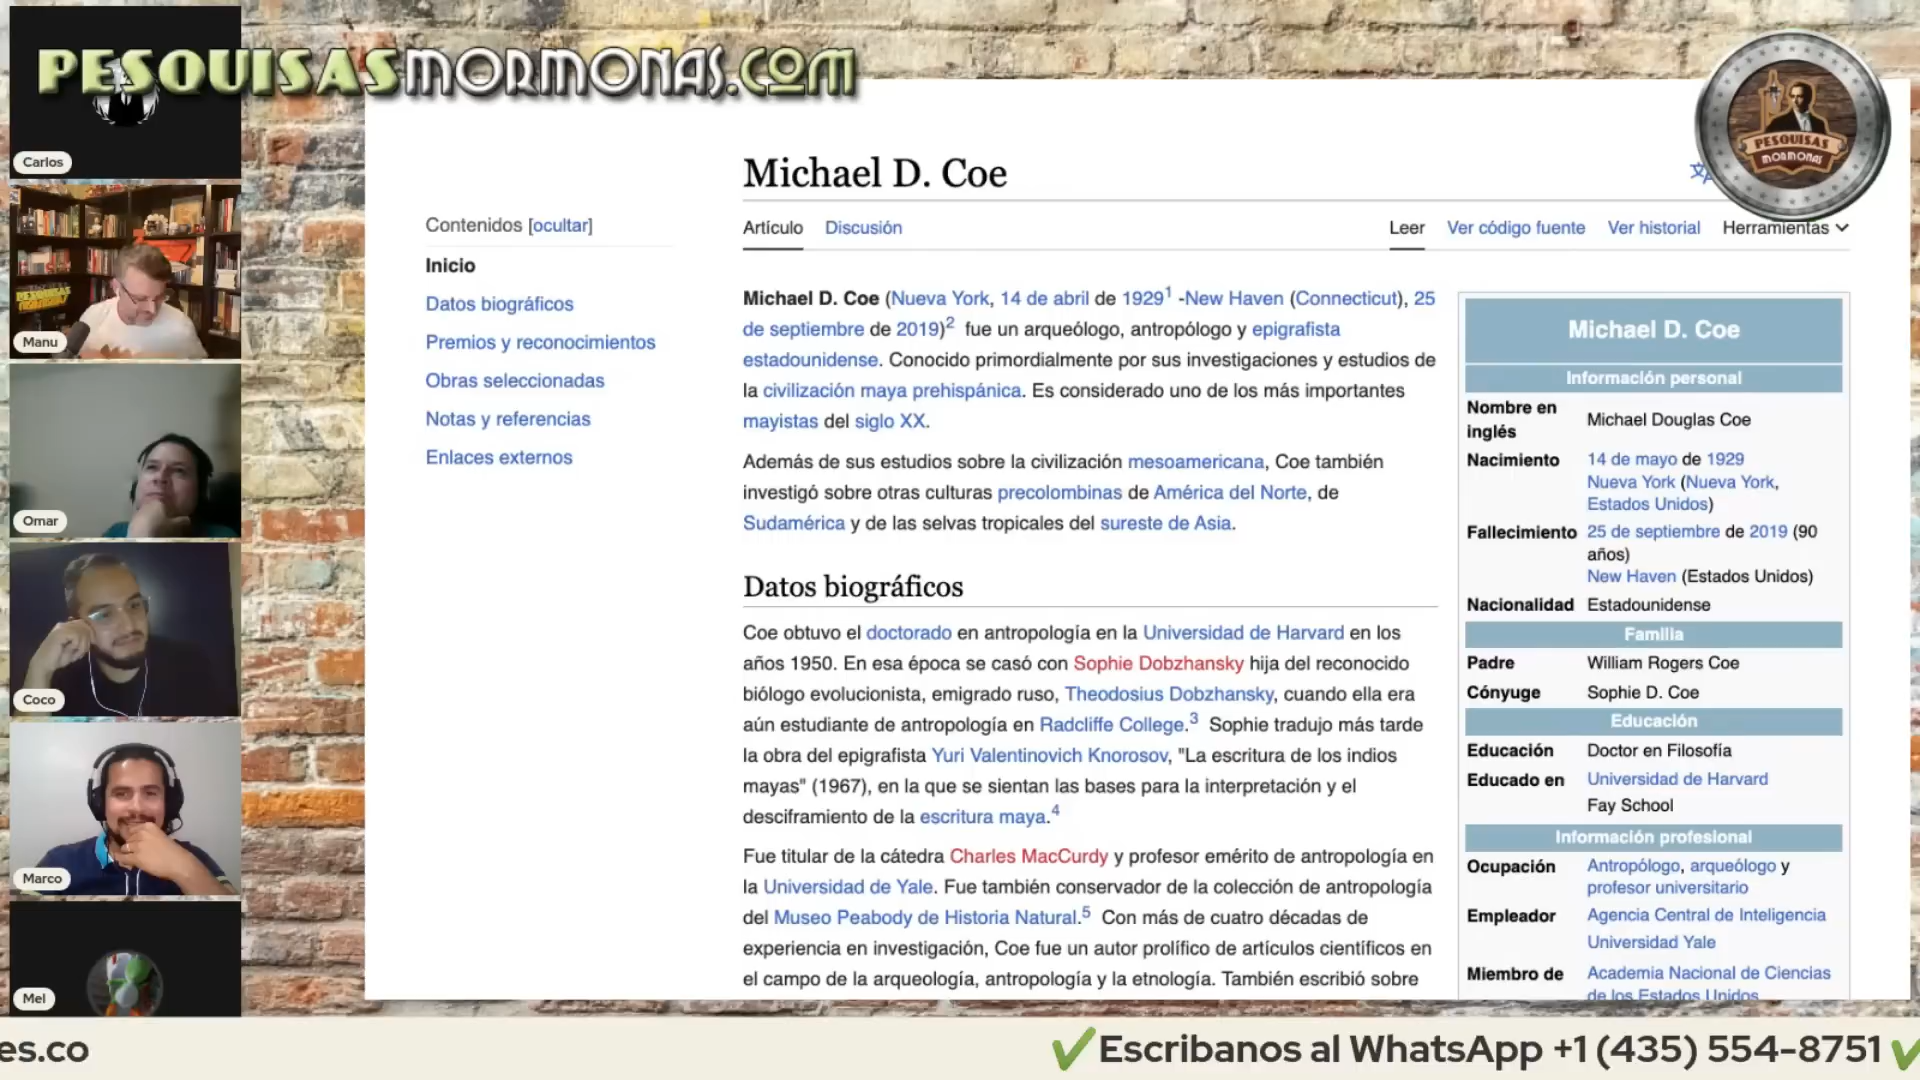 PESQUISASMORMONAS.COM
Carlos
Manu
Omar
Coco
Marco
Mel
PESQUISAS
MORMONAS
Michael D. Coe
Contenidos [ocultar]
Inicio
Datos biográficos
Premios y reconocimientos
Obras seleccionadas
Notas y referencias
Enlaces externos
Artículo Discusión Leer Ver código fuente Ver historial Herramientas
Michael D. Coe (Nueva York, 14 de abril de 1929¹ -New Haven (Connecticut), 25
de septiembre de 2019)² fue un arqueólogo, antropólogo y epigrafista
estadounidense. Conocido primordialmente por sus investigaciones y estudios de
la civilización maya prehispánica. Es considerado uno de los más importantes
mayistas del siglo XX.
Además de sus estudios sobre la civilización mesoamericana, Coe también
investigó sobre otras culturas precolombinas de América del Norte, de
Sudamérica y de las selvas tropicales del sureste de Asia.
Datos biográficos
Coe obtuvo el doctorado en antropología en la Universidad de Harvard en los
años 1950. En esa época se casó con Sophie Dobzhansky hija del reconocido
biólogo evolucionista, emigrado ruso, Theodosius Dobzhansky, cuando ella era
aún estudiante de antropología en Radcliffe College.³ Sophie tradujo más tarde
la obra del epigrafista Yuri Valentinovich Knorosov, "La escritura de los indios
mayas" (1967), en la que se sientan las bases para la interpretación y el
desciframiento de la escritura maya.⁴
Fue titular de la cátedra Charles MacCurdy y profesor emérito de antropología en
la Universidad de Yale. Fue también conservador de la colección de antropología
del Museo Peabody de Historia Natural.⁵ Con más de cuatro décadas de
experiencia en investigación, Coe fue un autor prolífico de artículos científicos en
el campo de la arqueología, antropología y la etnología. También escribió sobre
Michael D. Coe
Información personal
Nombre en inglés Michael Douglas Coe
Nacimiento 14 de mayo de 1929
Nueva York (Nueva York,
Estados Unidos)
Fallecimiento 25 de septiembre de 2019 (90
años)
New Haven (Estados Unidos)
Nacionalidad Estadounidense
Familia
Padre William Rogers Coe
Cónyuge Sophie D. Coe
Educación
Educación Doctor en Filosofía
Educado en Universidad de Harvard
Fay School
Información profesional
Ocupación Antropólogo, arqueólogo y
profesor universitario
Empleador Agencia Central de Inteligencia
Universidad Yale
Miembro de Academia Nacional de Ciencias
de los Estados Unidos
es.co ✅Escribanos al WhatsApp +1 (435) 554-8751